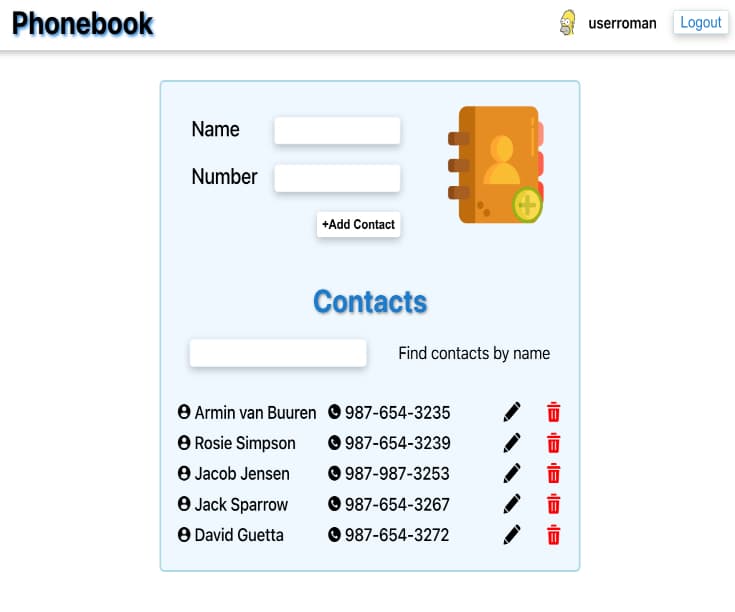 Phonebook
userroman Logout
Name
Number
+Add Contact
Contacts
Find contacts by name
Armin van Buuren 987-654-3235
Rosie Simpson 987-654-3239
Jacob Jensen 987-987-3253
Jack Sparrow 987-654-3267
David Guetta 987-654-3272